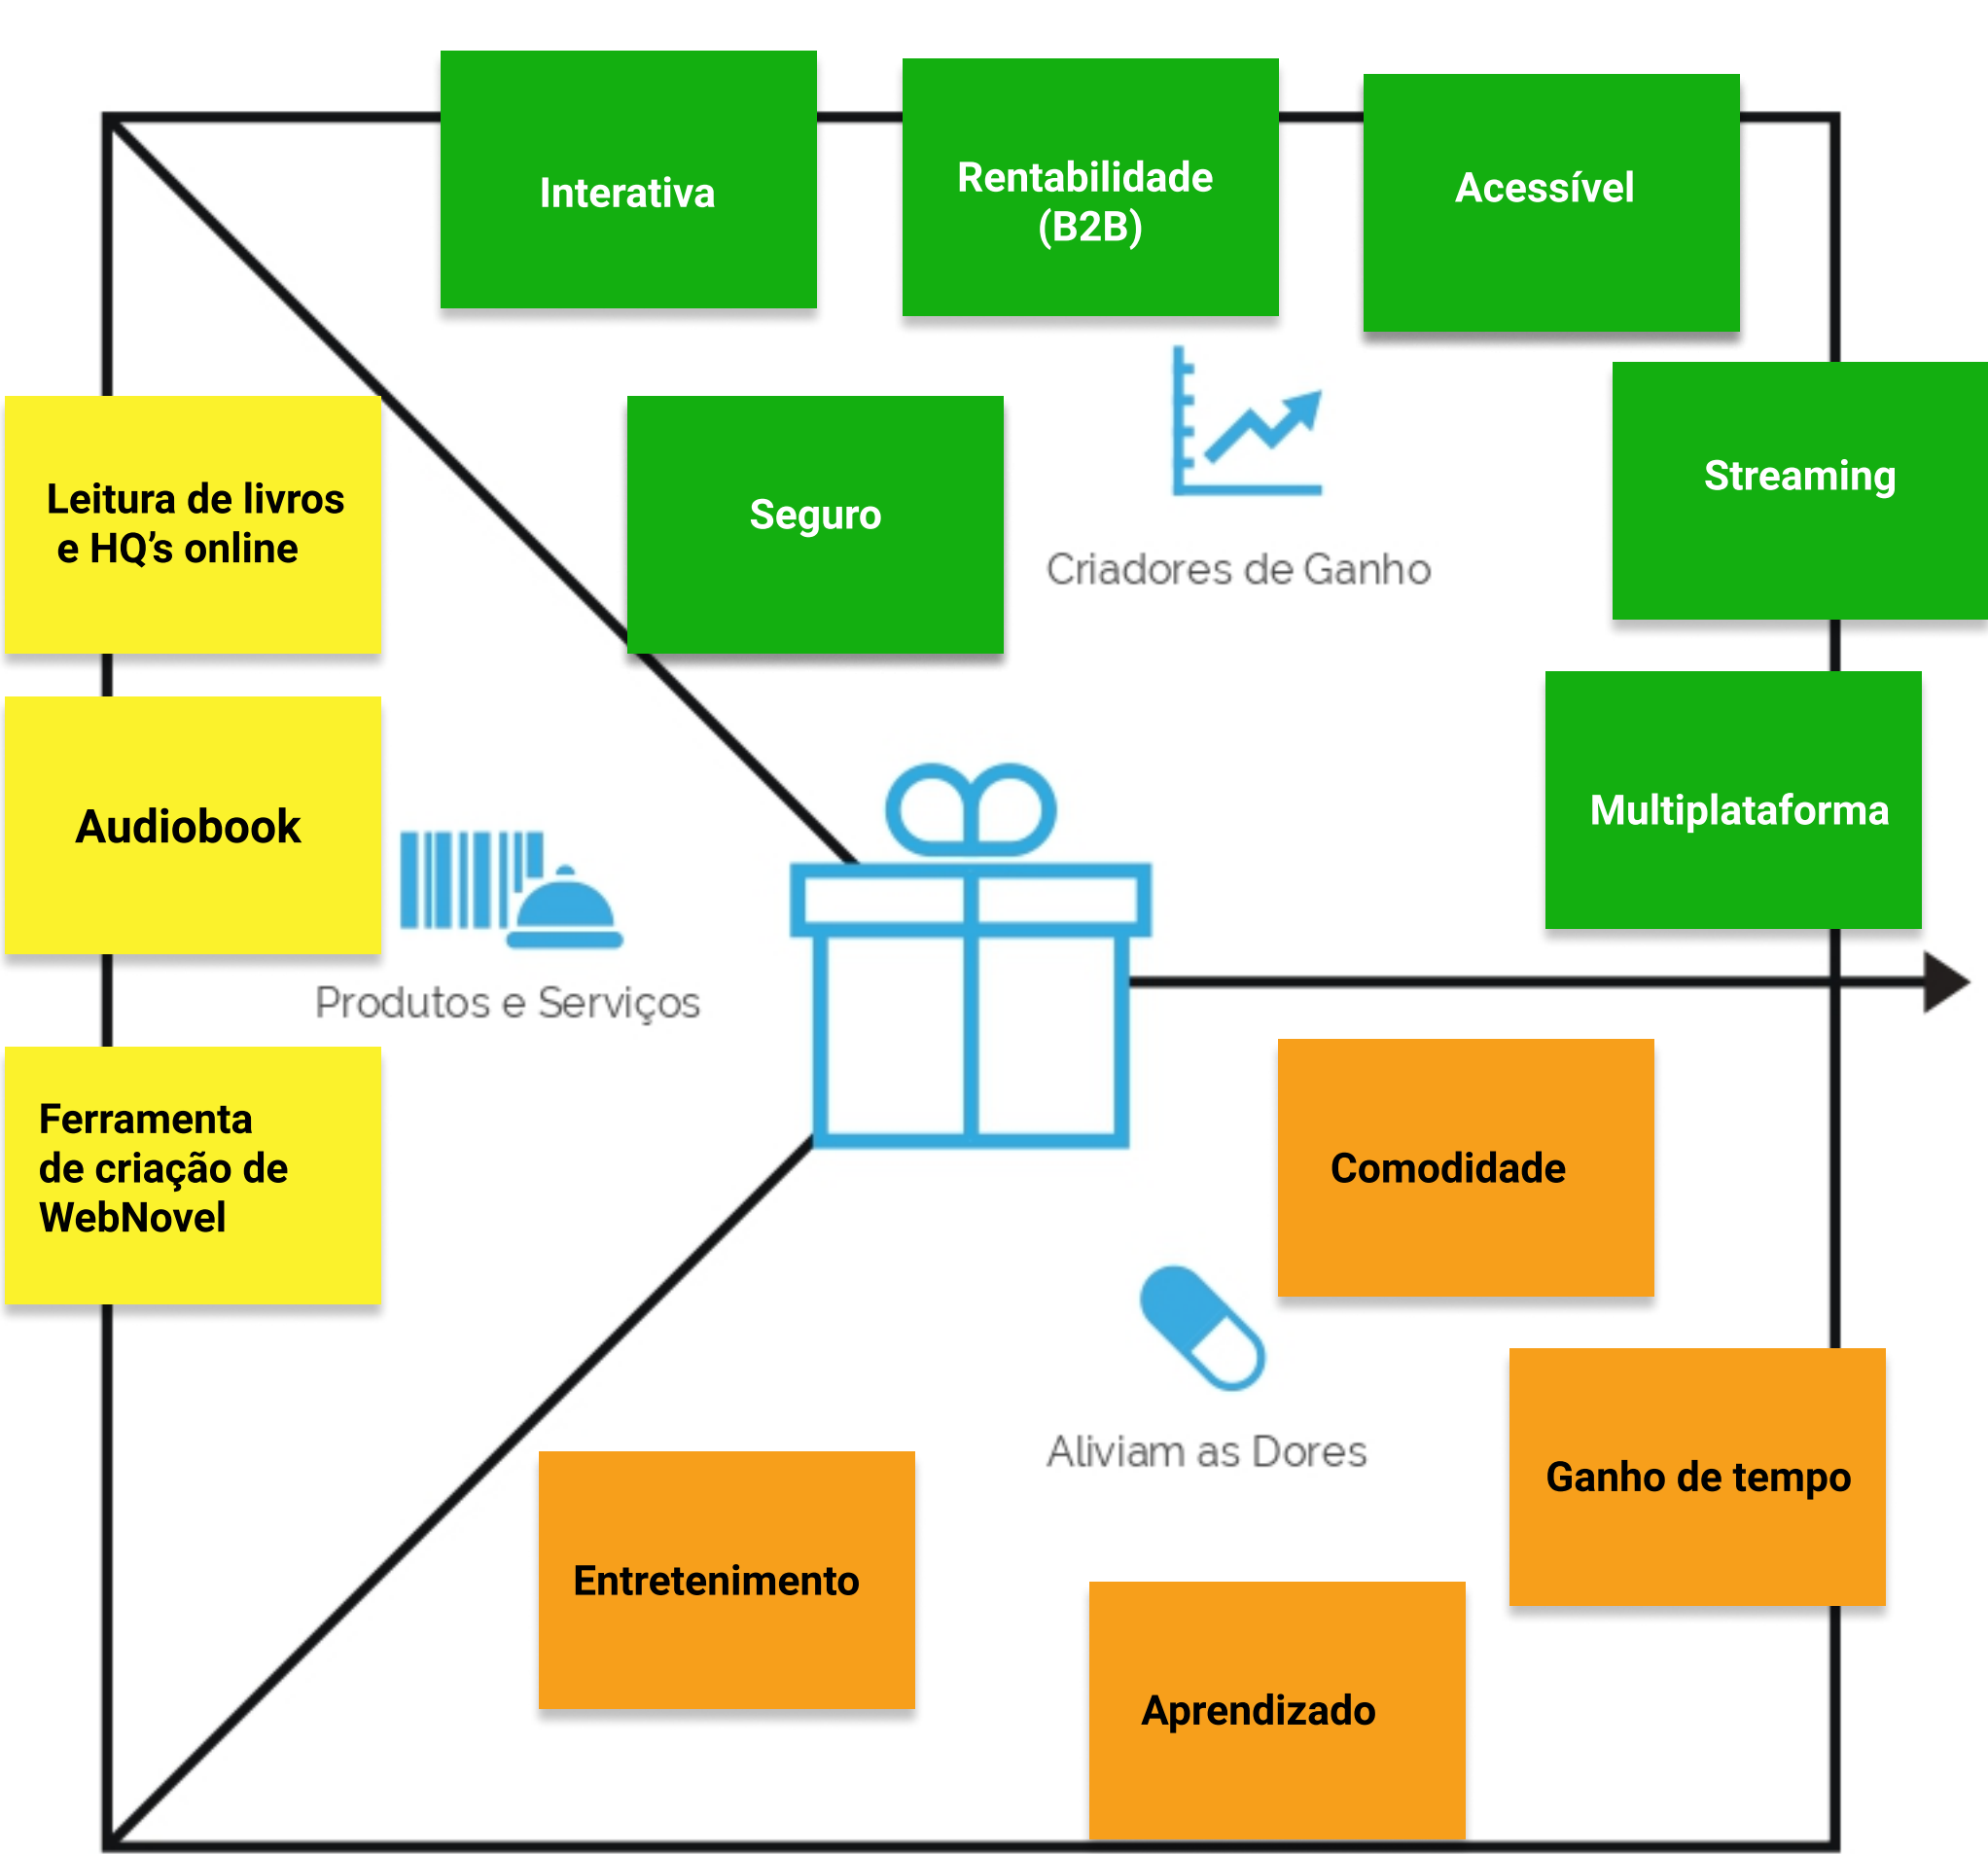 Interativa
Rentabilidade
(B2B)
Acessível
Streaming
Seguro
Criadores de Ganho
Multiplataforma
Leitura de livros
e HQ’s online
Audiobook
Produtos e Serviços
Ferramenta
de criação de
WebNovel
Comodidade
Aliviam as Dores
Ganho de tempo
Entretenimento
Aprendizado